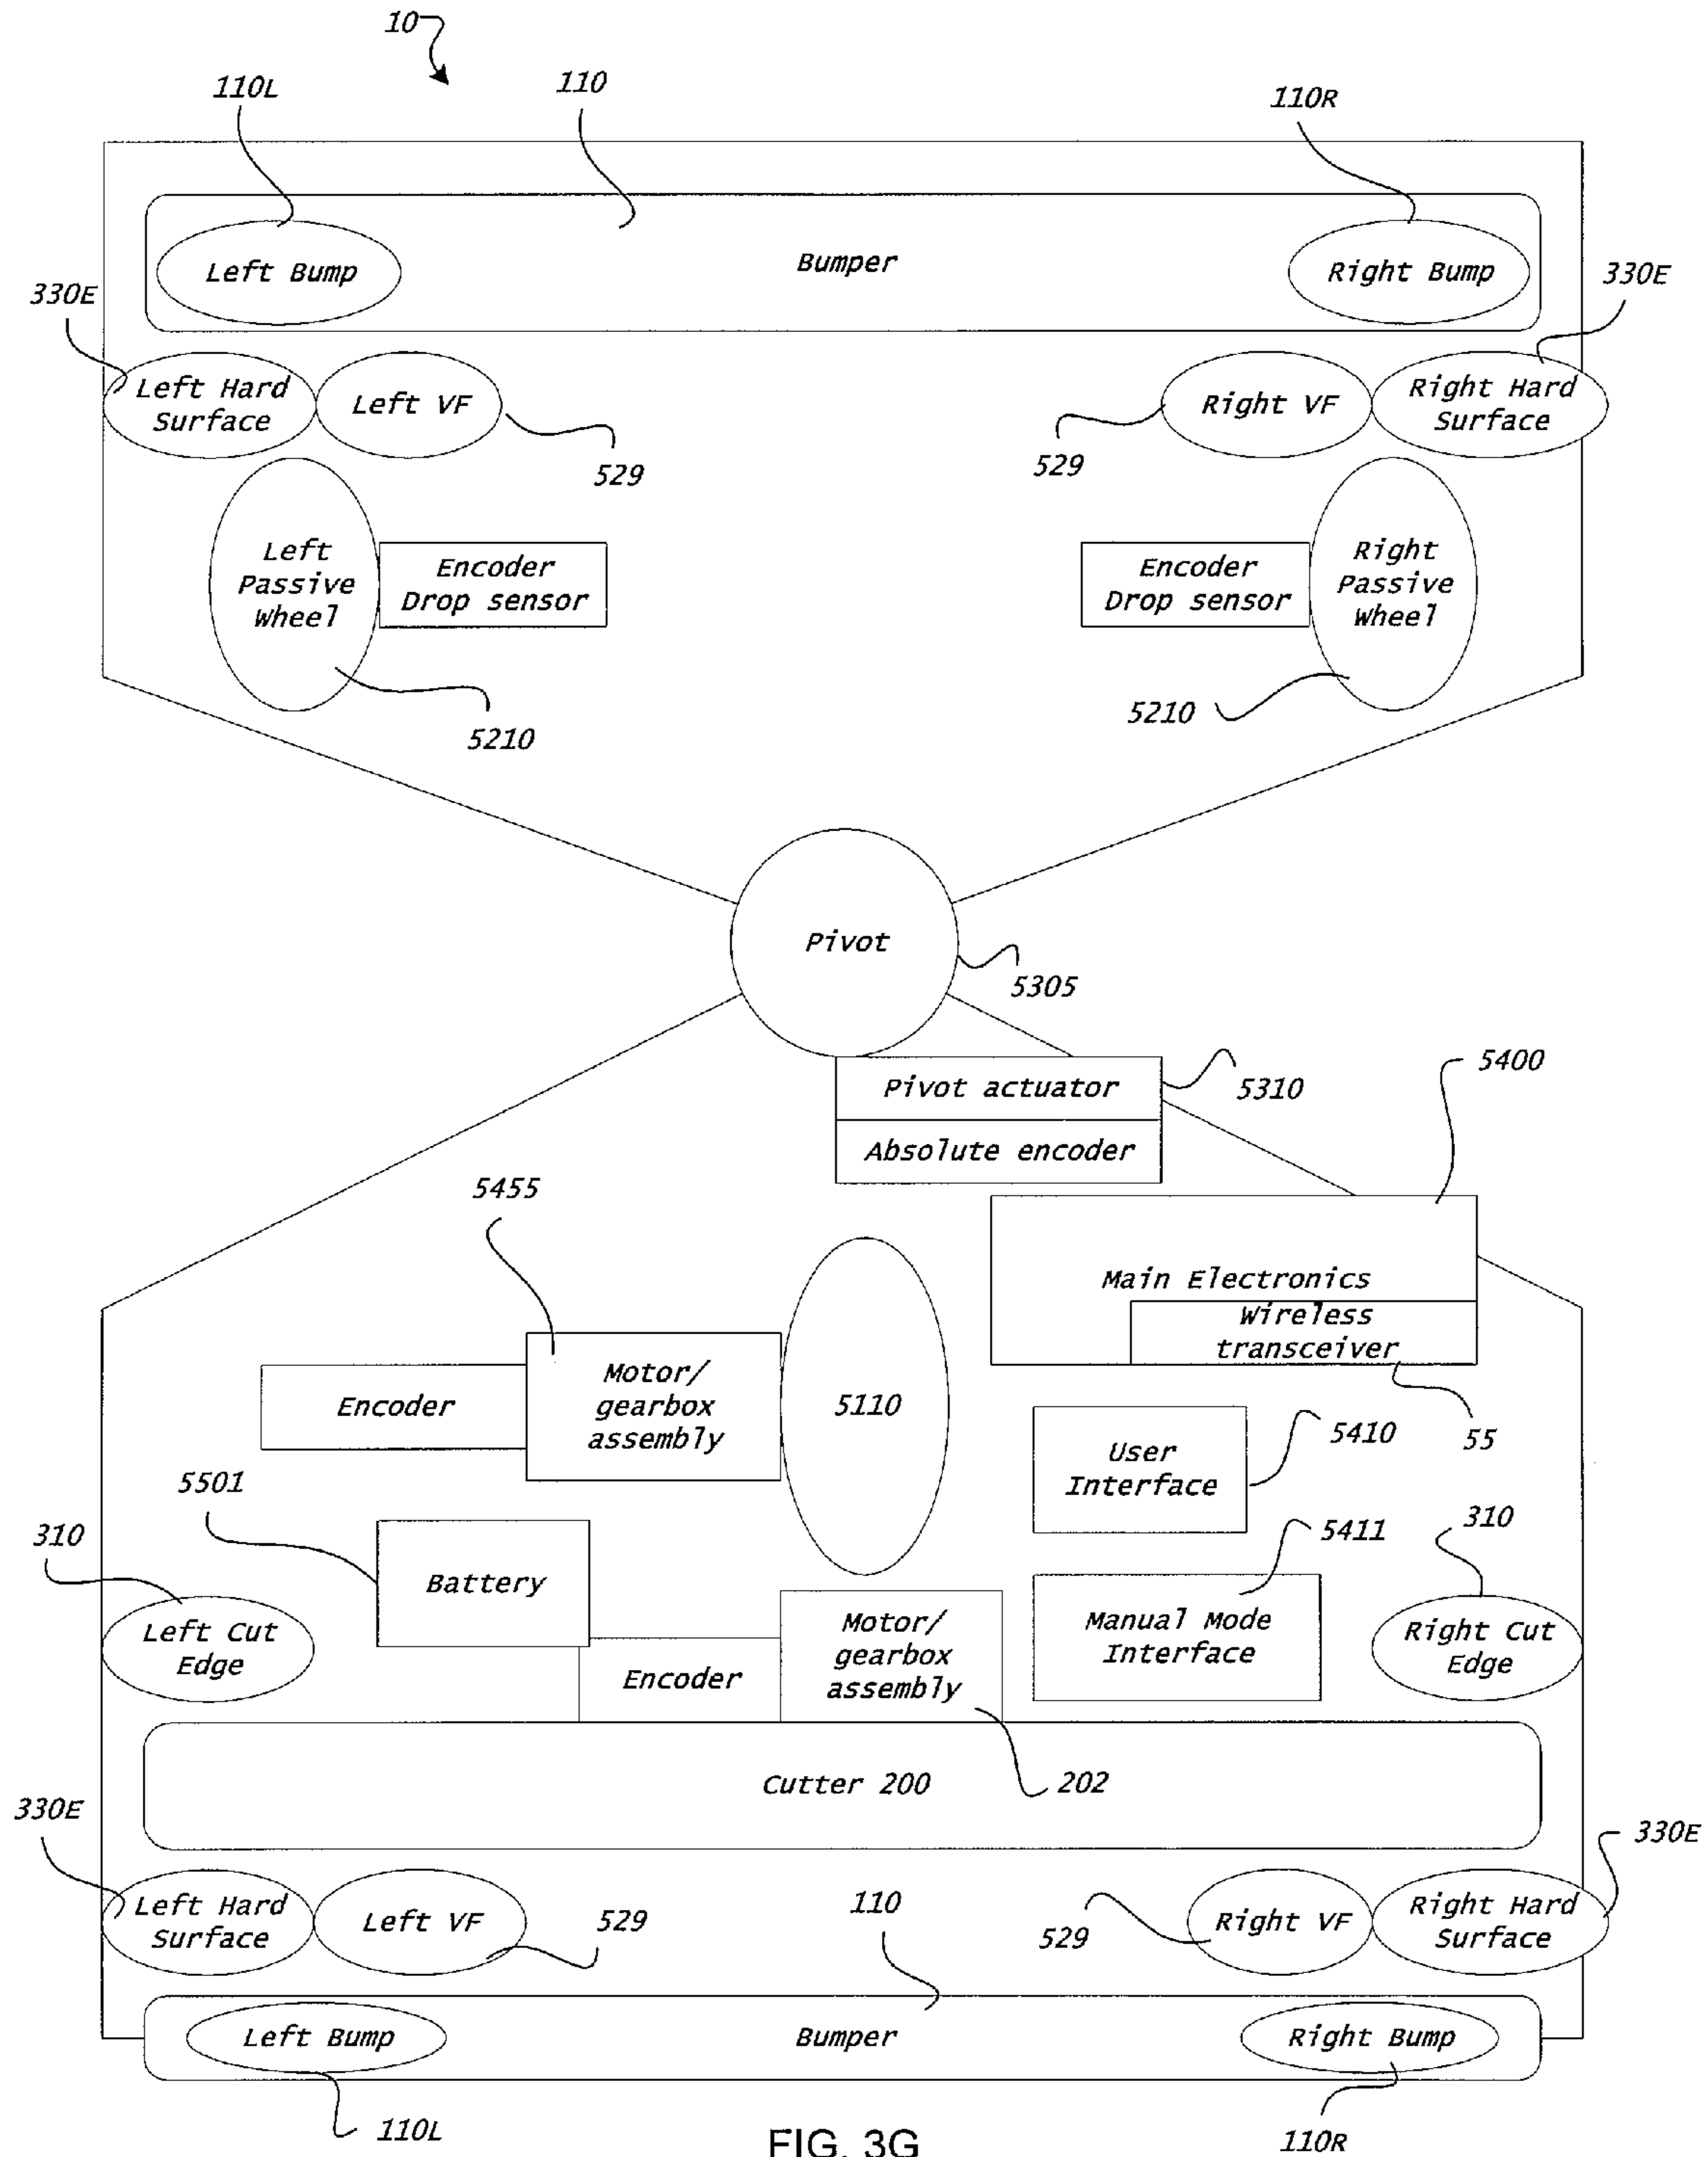 10
110L
110
110R
Left Bump
Bumper
Right Bump
330E
330E
Left Hard
Surface
Left VF
Right VF
Right Hard
Surface
529
529
Left
Passive
Wheel
Encoder
Drop sensor
Encoder
Drop sensor
Right
Passive
Wheel
5210
5210
Pivot
5305
Pivot actuator
5310
5400
Absolute encoder
5455
Main Electronics
Wireless
transceiver
55
Encoder
Motor/
gearbox
assembly
5110
User
Interface
5410
5501
310
Battery
5411
310
Left Cut
Edge
Encoder
Motor/
gearbox
assembly
Manual Mode
Interface
Right Cut
Edge
Cutter 200
202
330E
330E
Left Hard
Surface
Left VF
529
110
529
Right VF
Right Hard
Surface
Left Bump
Bumper
Right Bump
110L
110R
FIG. 3G